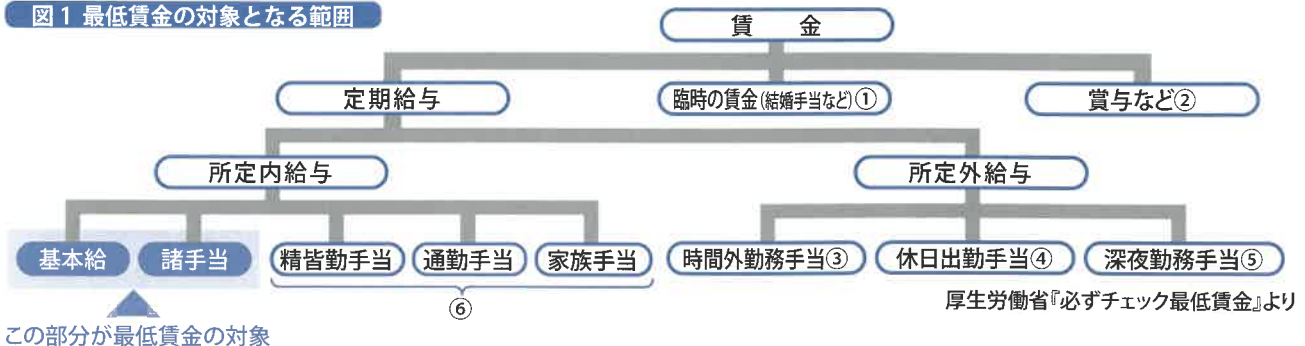 図1 最低賃金の対象となる範囲
賃金
定期給与
臨時の賃金(結婚手当など)①
賞与など②
所定内給与
所定外給与
基本給
諸手当
精皆勤手当
通勤手当
家族手当
時間外勤務手当③
休日出勤手当④
深夜勤務手当⑤
⑥
厚生労働省『必ずチェック最低賃金』より
この部分が最低賃金の対象